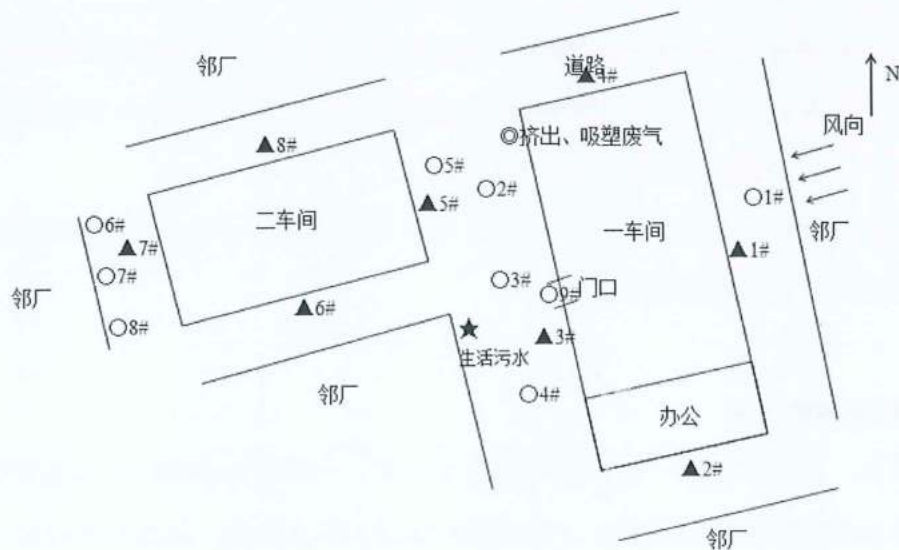 道路
▲4#
邻厂
N
风向
◎挤出、吸塑废气
▲8#
○5#
○2#
○1#
▲5#
○6#
二车间
一车间
邻厂
▲7#
▲1#
○7#
○3#
门口
○9#
邻厂
▲6#
○8#
★
▲3#
生活污水
邻厂
○4#
办公
▲2#
邻厂